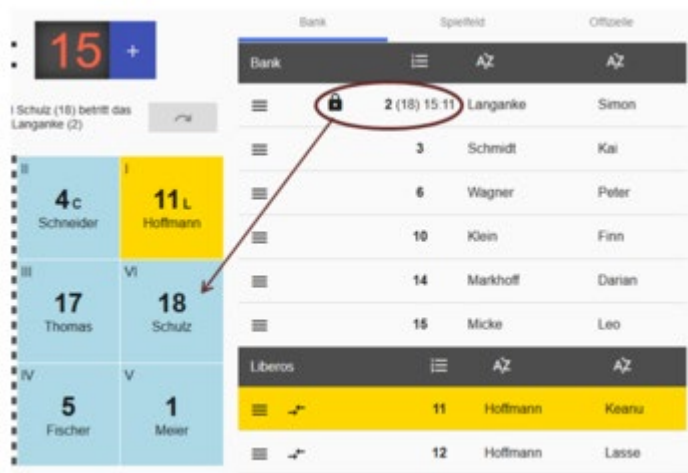 15 +
I Schulz (18) betritt das
Langanke (2)
II
4 C
Schneider
I
11 L
Hoffmann
III
17
Thomas
VI
18
Schulz
IV
5
Fischer
V
1
Meier
Bank Spielfeld Offizielle
Bank AZ AZ
2 (18) 15:11 Langanke Simon
3 Schmidt Kai
6 Wagner Peter
10 Klein Finn
14 Markhoff Darian
15 Micke Leo
Liberos AZ AZ
11 Hoffmann Keanu
12 Hoffmann Lasse